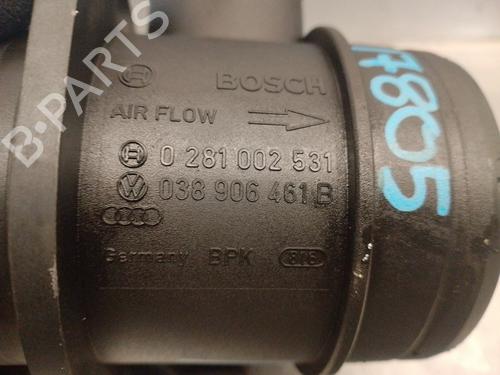 BOSCH
AIR FLOW
0 281 002 531
038 906 461 B
Germany BPK
17805
B-PARTS